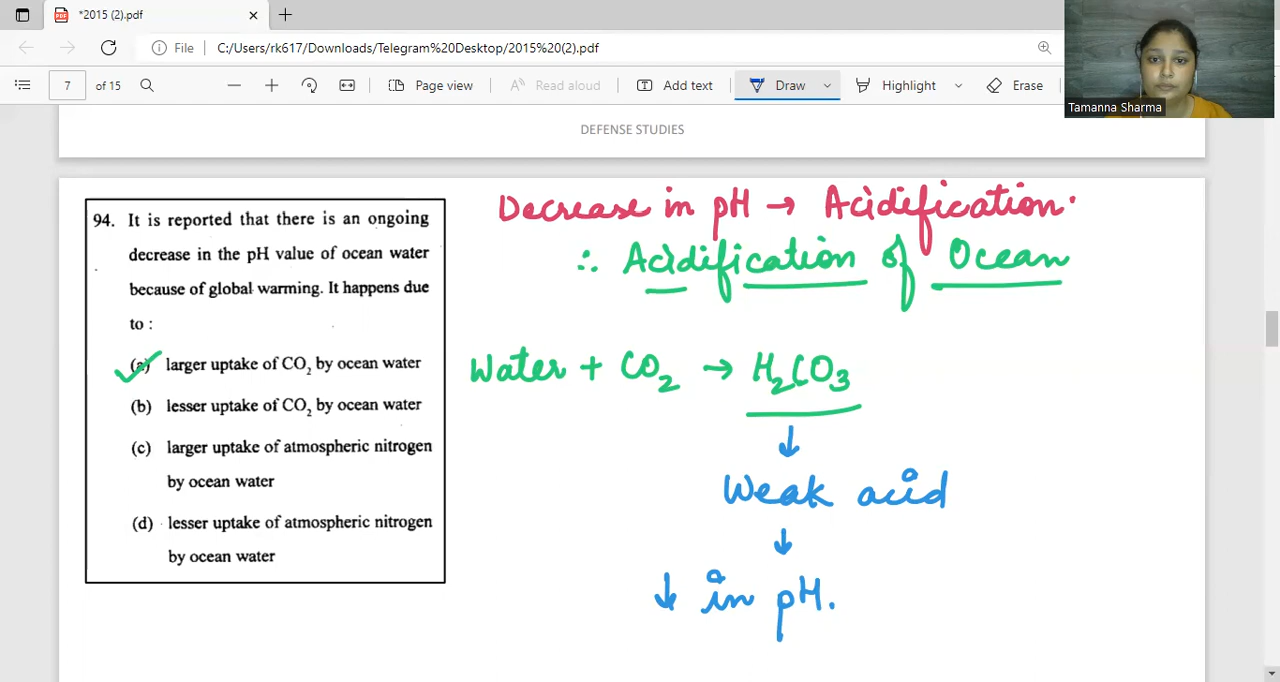 *2015 (2).pdf
File C:/Users/rk617/Downloads/Telegram%20Desktop/2015%20(2).pdf
7 of 15 Page view Read aloud Add text Draw Highlight Erase
Tamanna Sharma
DEFENSE STUDIES
94. It is reported that there is an ongoing
decrease in the pH value of ocean water
because of global warming. It happens due
to :
(a) larger uptake of CO₂ by ocean water
(b) lesser uptake of CO₂ by ocean water
(c) larger uptake of atmospheric nitrogen
by ocean water
(d) lesser uptake of atmospheric nitrogen
by ocean water
Decrease in pH → Acidification.
∴ Acidification of Ocean
Water + CO₂ → H₂CO₃
↓
Weak acid
↓
↓ in pH.